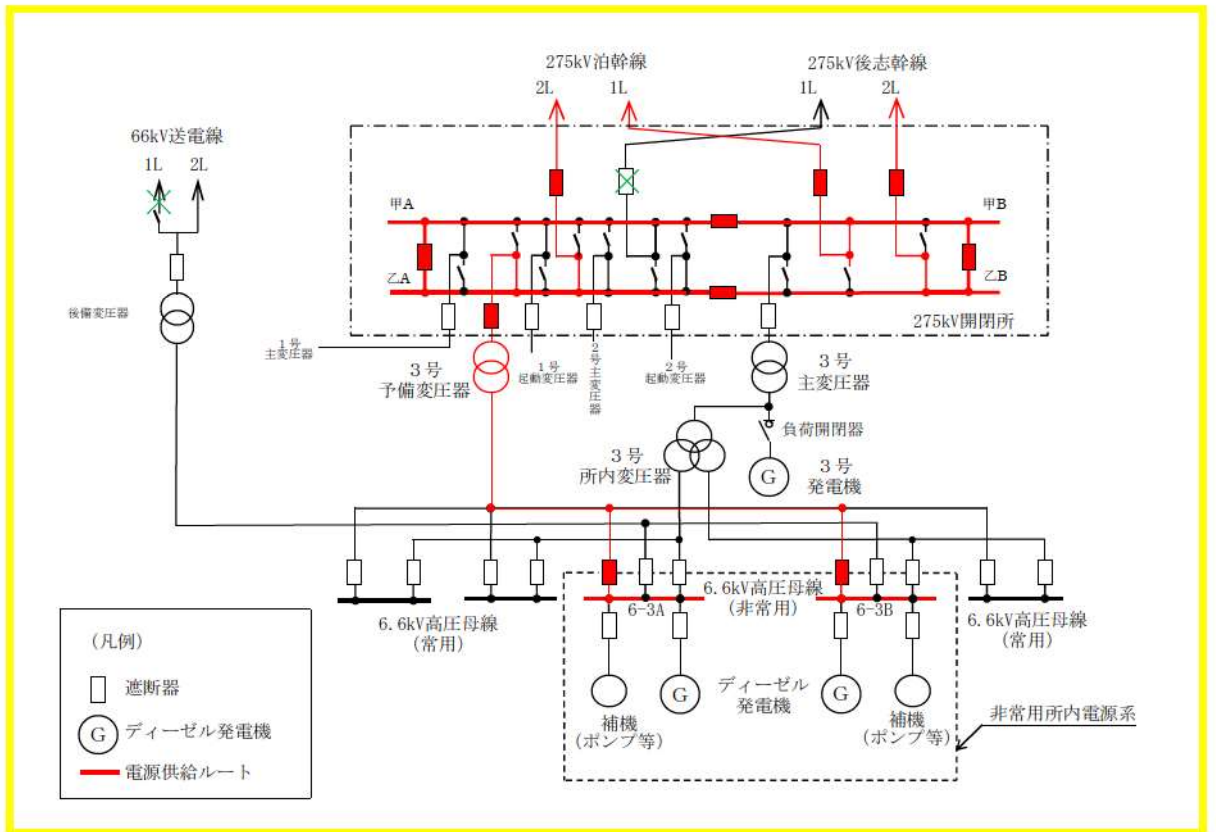 275kV泊幹線
275kV後志幹線
2L
1L
1L
2L
66kV送電線
1L
2L
甲A
甲B
乙A
乙B
275kV開閉所
後備変圧器
1号
主変圧器
3号
予備変圧器
1号
起動変圧器
2号主変圧器
2号
起動変圧器
3号
主変圧器
負荷開閉器
3号
所内変圧器
G
3号
発電機
6.6kV高圧母線
(常用)
6-3A
6.6kV高圧母線
(非常用)
6-3B
6.6kV高圧母線
(常用)
補機
(ポンプ等)
G
ディーゼル
発電機
G
補機
(ポンプ等)
非常用所内電源系
(凡例)
遮断器
G
ディーゼル発電機
電源供給ルート